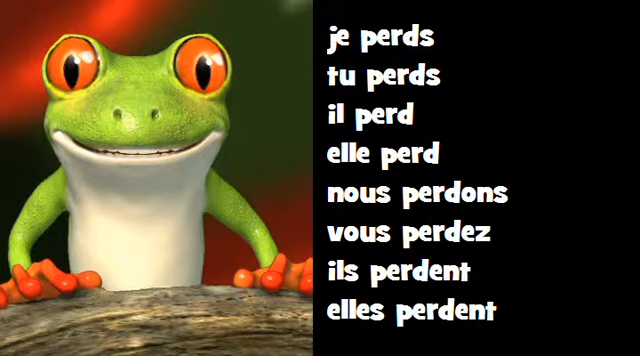 je perds
tu perds
il perd
elle perd
nous perdons
vous perdez
ils perdent
elles perdent